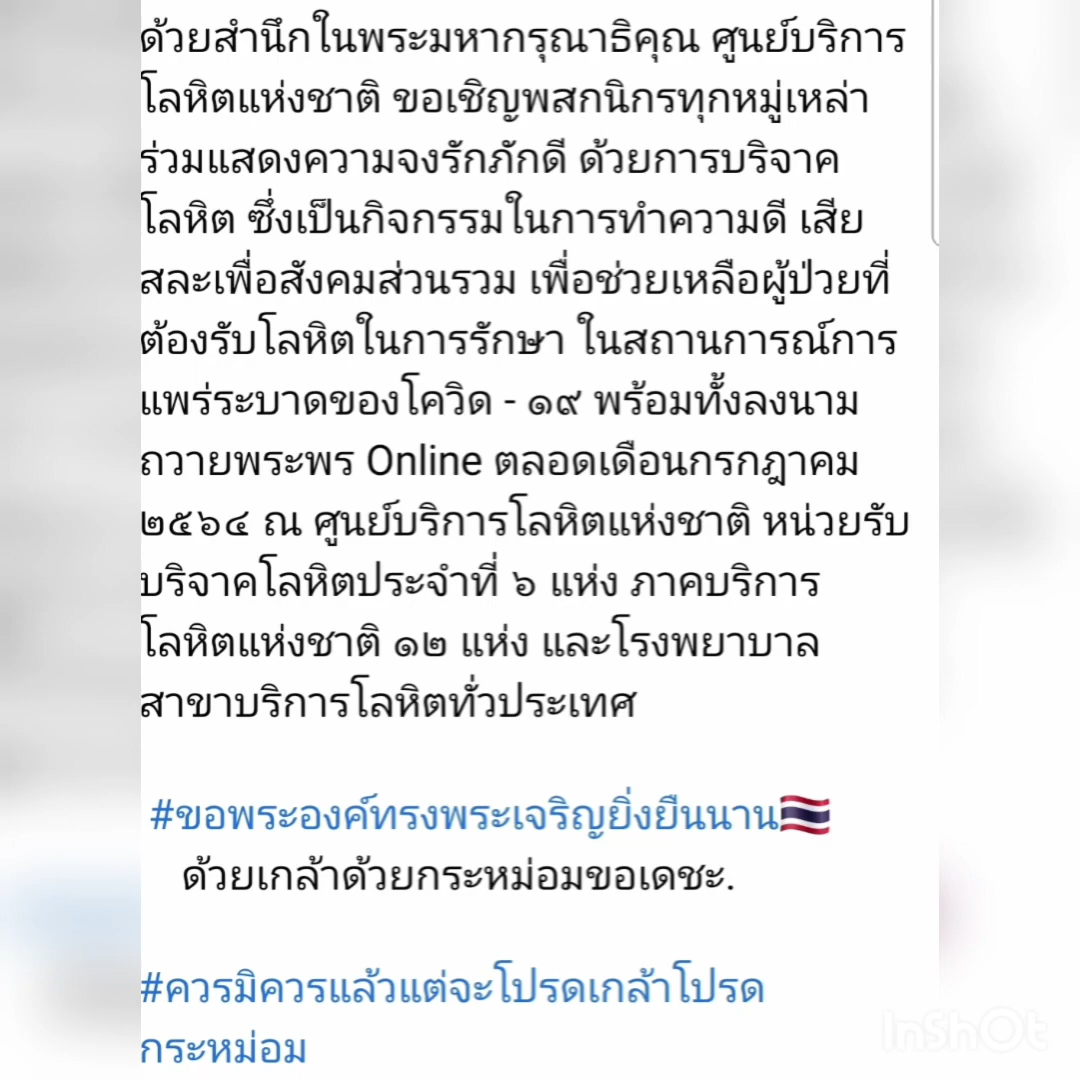 ด้วยสำนึกในพระมหากรุณาธิคุณ ศูนย์บริการ
โลหิตแห่งชาติ ขอเชิญพสกนิกรทุกหมู่เหล่า
ร่วมแสดงความจงรักภักดี ด้วยการบริจาค
โลหิต ซึ่งเป็นกิจกรรมในการทำความดี เสีย
สละเพื่อสังคมส่วนรวม เพื่อช่วยเหลือผู้ป่วยที่
ต้องรับโลหิตในการรักษา ในสถานการณ์การ
แพร่ระบาดของโควิด - ๑๙ พร้อมทั้งลงนาม
ถวายพระพร Online ตลอดเดือนกรกฎาคม
๒๕๖๔ ณ ศูนย์บริการโลหิตแห่งชาติ หน่วยรับ
บริจาคโลหิตประจำที่ ๖ แห่ง ภาคบริการ
โลหิตแห่งชาติ ๑๒ แห่ง และโรงพยาบาล
สาขาบริการโลหิตทั่วประเทศ
#ขอพระองค์ทรงพระเจริญยิ่งยืนนาน🇹🇭
ด้วยเกล้าด้วยกระหม่อมขอเดชะ.
#ควรมิควรแล้วแต่จะโปรดเกล้าโปรด
กระหม่อม
InShOt